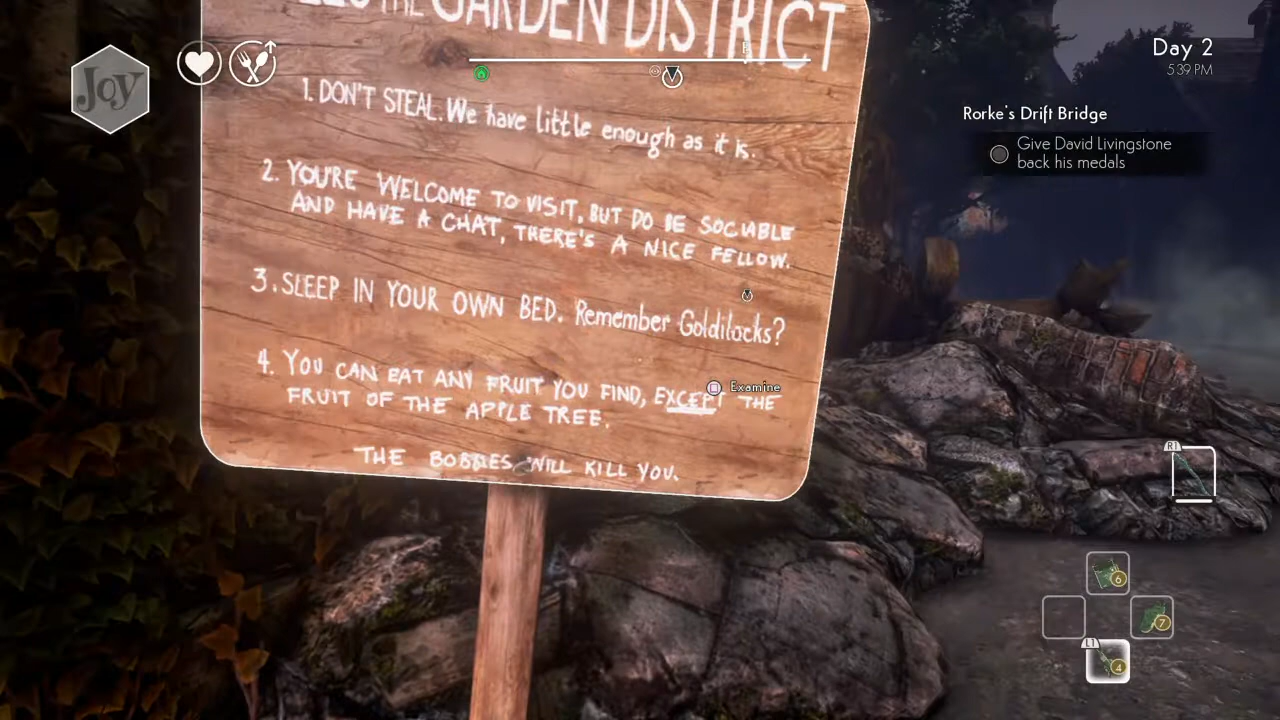 THE GARDEN DISTRICT
1. DON'T STEAL. We have little enough as it is.
2. YOU'RE WELCOME TO VISIT, BUT DO BE SOCIABLE
AND HAVE A CHAT, THERE'S A NICE FELLOW.
3. SLEEP IN YOUR OWN BED. Remember Goldilocks?
4. YOU CAN EAT ANY FRUIT YOU FIND, EXCEPT THE
FRUIT OF THE APPLE TREE.
THE BOBBIES WILL KILL YOU.
Examine
Joy
Day 2
5:39 PM
Rorke's Drift Bridge
Give David Livingstone
back his medals
R1
6
7
L1
4